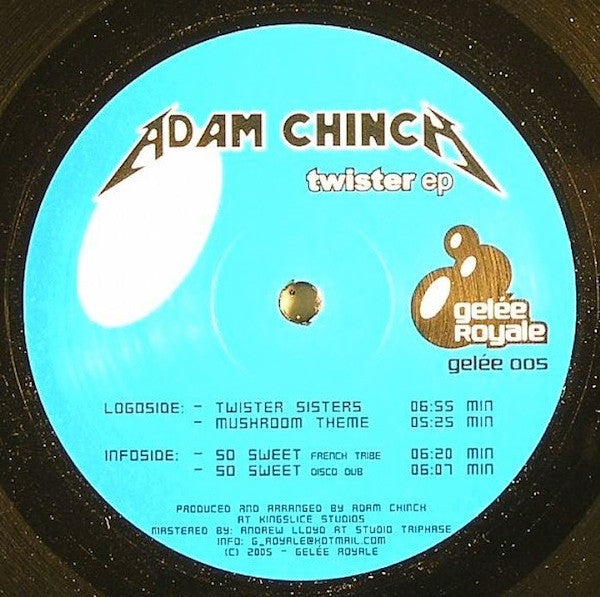 ADAM CHINCH
twister ep
gelée
Royale
gelée 005
LOGOSIDE: - TWISTER SISTERS 06:55 MIN
- MUSHROOM THEME 05:25 MIN
INFOSIDE: - SO SWEET FRENCH TRIBE 06:20 MIN
- SO SWEET DISCO DUB 06:07 MIN
PRODUCED AND ARRANGED BY ADAM CHINCH
AT KINGSLICE STUDIOS
MASTERED BY: ANDREW LLOYD AT STUDIO TRIPHASE
INFO: G_ROYALE@HOTMAIL.COM
(C) 2005 - GELÉE ROYALE